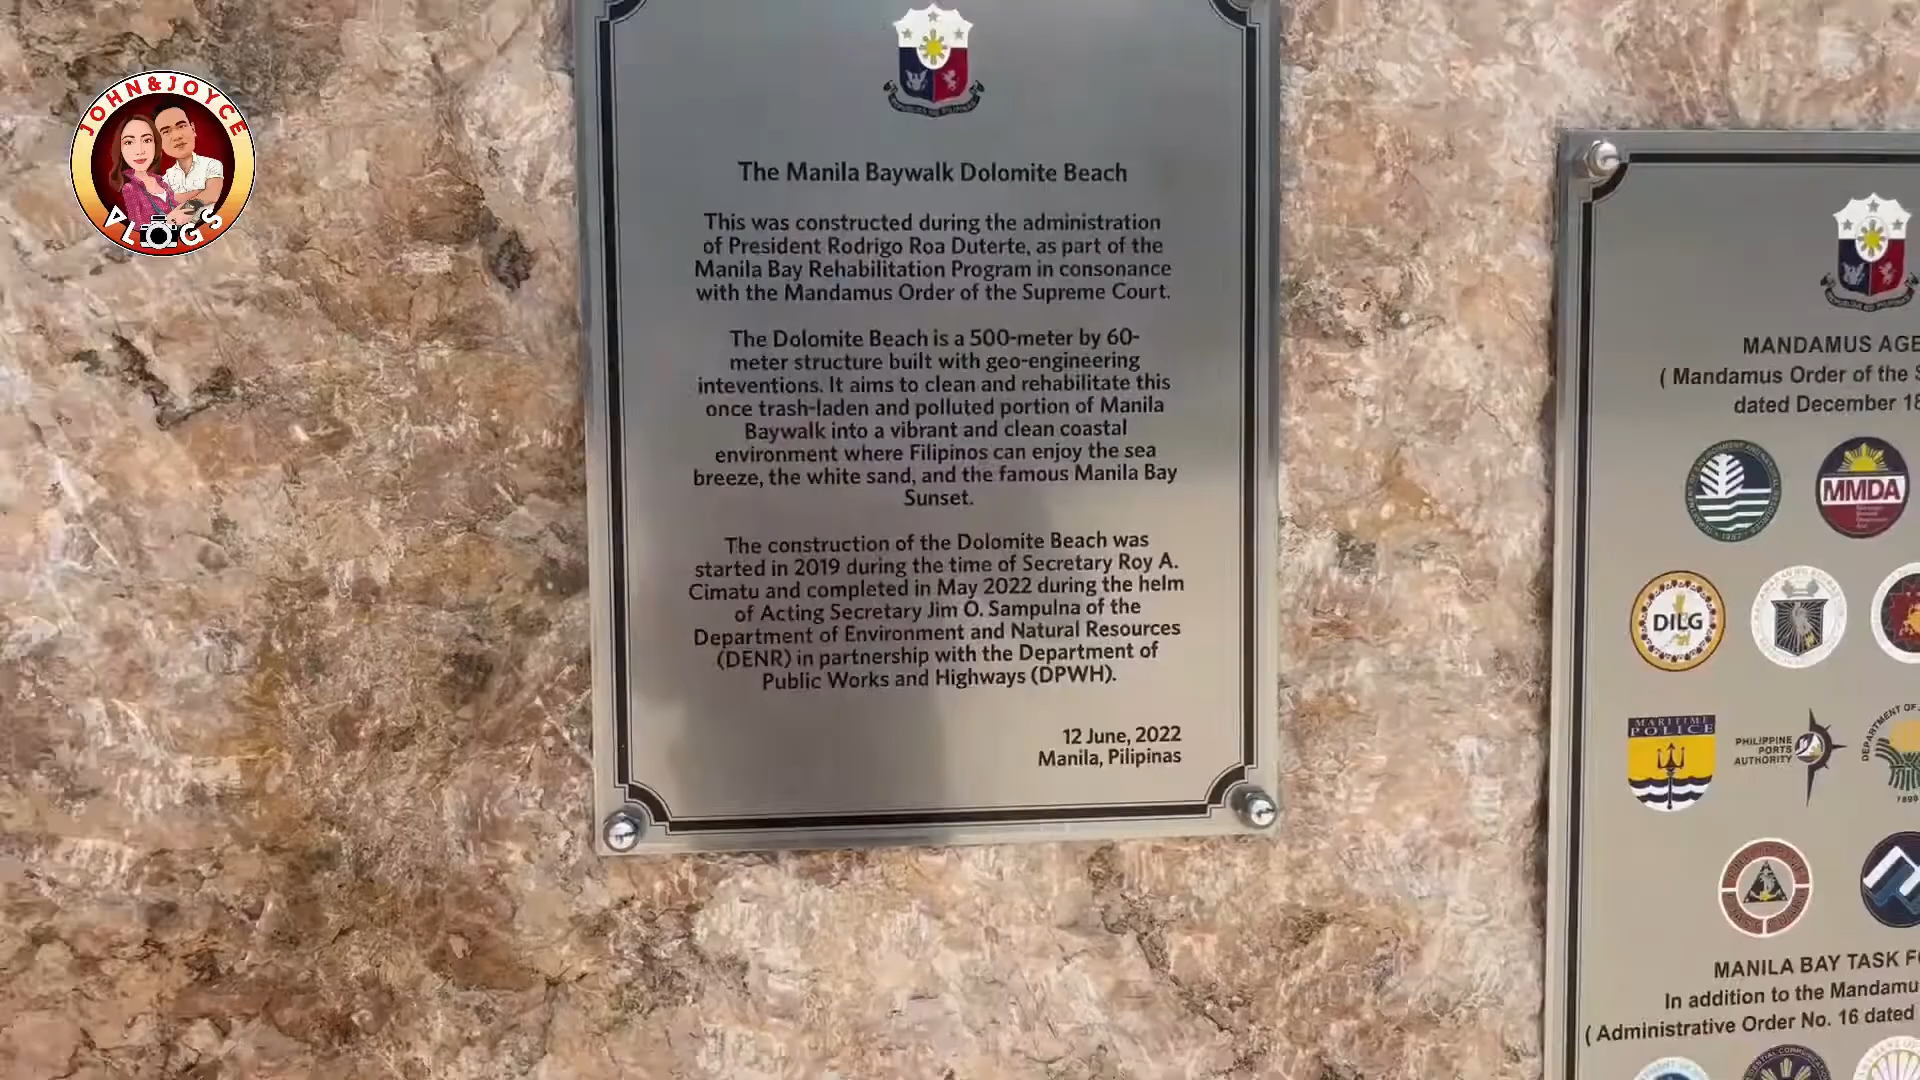 JOHN&JOYCE
VLOGS
The Manila Baywalk Dolomite Beach
This was constructed during the administration
of President Rodrigo Roa Duterte, as part of the
Manila Bay Rehabilitation Program in consonance
with the Mandamus Order of the Supreme Court.
The Dolomite Beach is a 500-meter by 60-
meter structure built with geo-engineering
inteventions. It aims to clean and rehabilitate this
once trash-laden and polluted portion of Manila
Baywalk into a vibrant and clean coastal
environment where Filipinos can enjoy the sea
breeze, the white sand, and the famous Manila Bay
Sunset.
The construction of the Dolomite Beach was
started in 2019 during the time of Secretary Roy A.
Cimatu and completed in May 2022 during the helm
of Acting Secretary Jim O. Sampulna of the
Department of Environment and Natural Resources
(DENR) in partnership with the Department of
Public Works and Highways (DPWH).
12 June, 2022
Manila, Pilipinas
MANDAMUS
( Mandamus Order of the
dated December
MMDA
DILG
MARITIME
POLICE
PHILIPPINE
PORTS
AUTHORITY
DEPARTMENT OF
1898
MANILA BAY TASK
In addition to the
( Administrative Order No. 16 dated